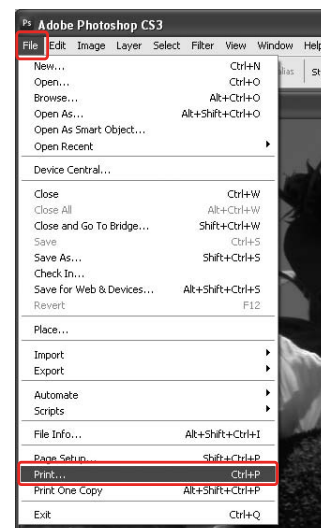 Ps Adobe Photoshop CS3
File Edit Image Layer Select Filter View Window Help
New... Ctrl+N
Open... Ctrl+O
Browse... Alt+Ctrl+O
Open As... Alt+Shift+Ctrl+O
Open As Smart Object...
Open Recent
Device Central...
Close Ctrl+W
Close All Alt+Ctrl+W
Close and Go To Bridge... Shift+Ctrl+W
Save Ctrl+S
Save As... Shift+Ctrl+S
Check In...
Save for Web & Devices... Alt+Shift+Ctrl+S
Revert F12
Place...
Import
Export
Automate
Scripts
File Info... Alt+Shift+Ctrl+I
Page Setup... Shift+Ctrl+P
Print... Ctrl+P
Print One Copy Alt+Shift+Ctrl+P
Exit Ctrl+Q